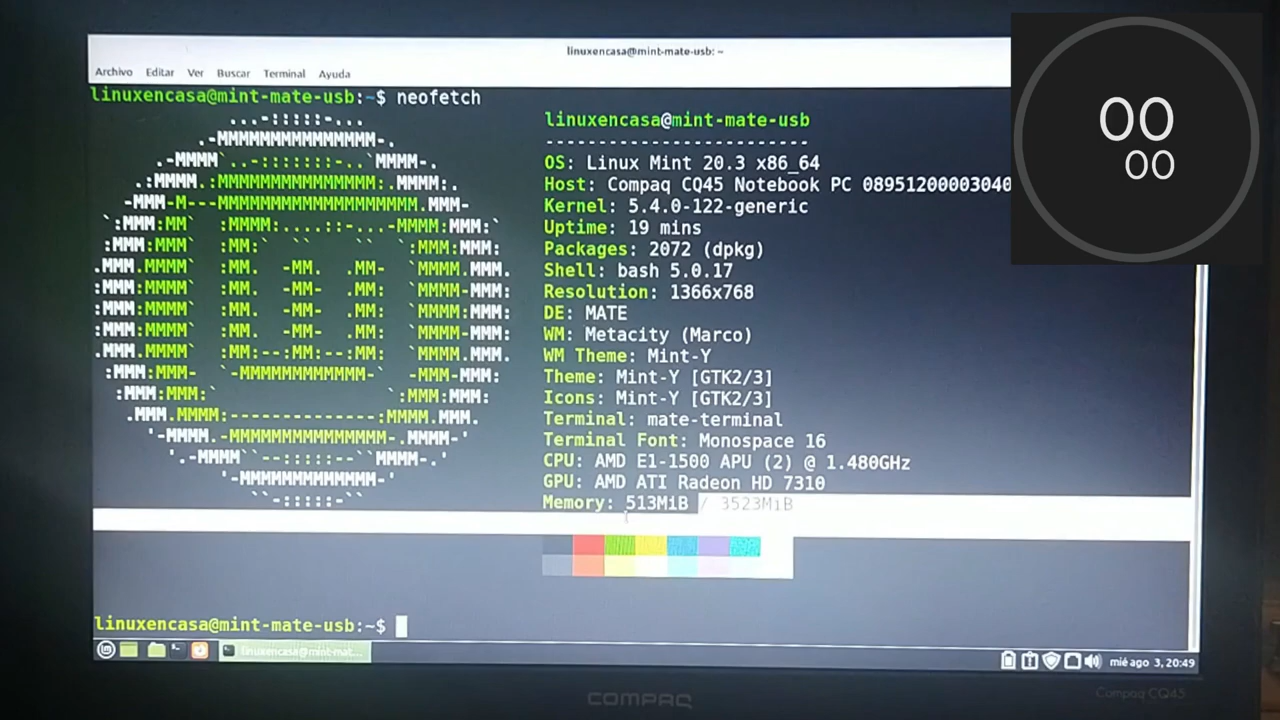 linuxencasa@mint-mate-usb: ~
Archivo Editar Ver Buscar Terminal Ayuda
linuxencasa@mint-mate-usb:~$ neofetch
linuxencasa@mint-mate-usb
-------------------------
OS: Linux Mint 20.3 x86_64
Host: Compaq CQ45 Notebook PC 08951200003040
Kernel: 5.4.0-122-generic
Uptime: 19 mins
Packages: 2072 (dpkg)
Shell: bash 5.0.17
Resolution: 1366x768
DE: MATE
WM: Metacity (Marco)
WM Theme: Mint-Y
Theme: Mint-Y [GTK2/3]
Icons: Mint-Y [GTK2/3]
Terminal: mate-terminal
Terminal Font: Monospace 16
CPU: AMD E1-1500 APU (2) @ 1.480GHz
GPU: AMD ATI Radeon HD 7310
Memory: 513MiB / 3523MiB
linuxencasa@mint-mate-usb:~$
linuxencasa@mint-mat...
mié ago 3, 20:49
COMPAQ
Compaq CQ45
00
00